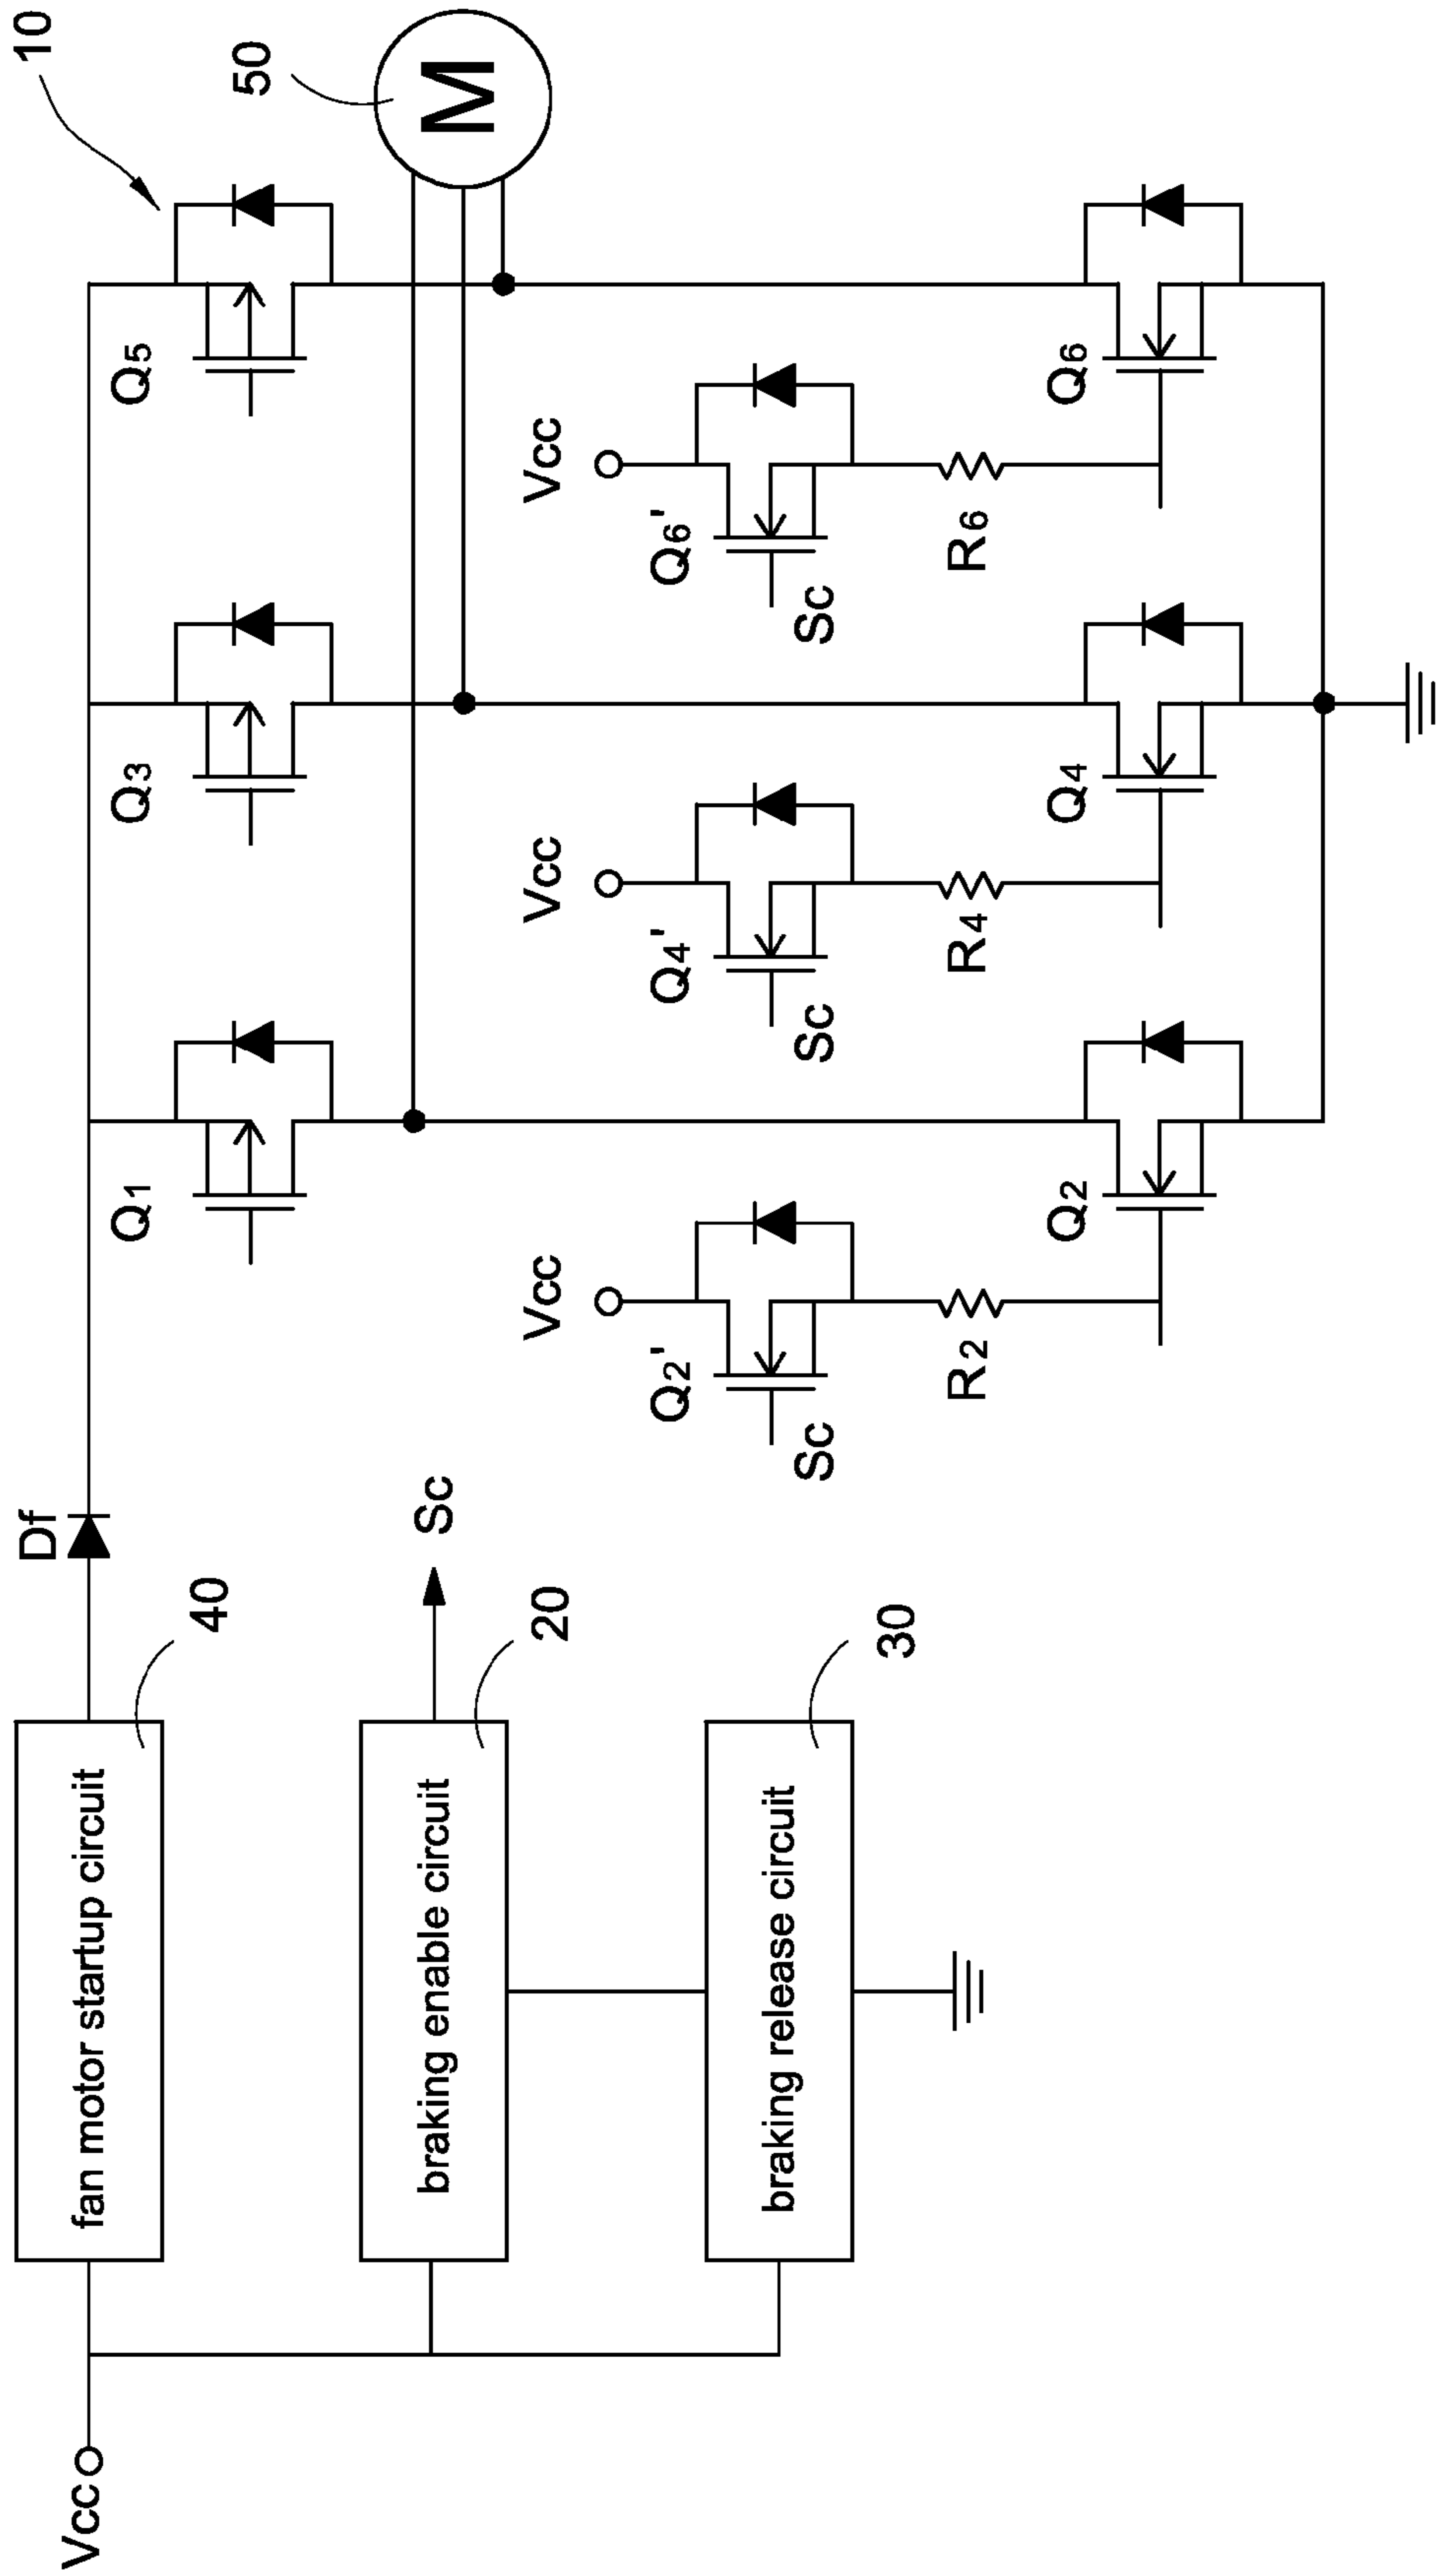 10
Df
Vcc
fan motor startup circuit
40
Q1
Q3
Q5
50
M
Sc
braking enable circuit
20
Vcc
Vcc
Vcc
Q2'
Q4'
Q6'
Sc
Sc
Sc
braking release circuit
30
R2
R4
R6
Q2
Q4
Q6